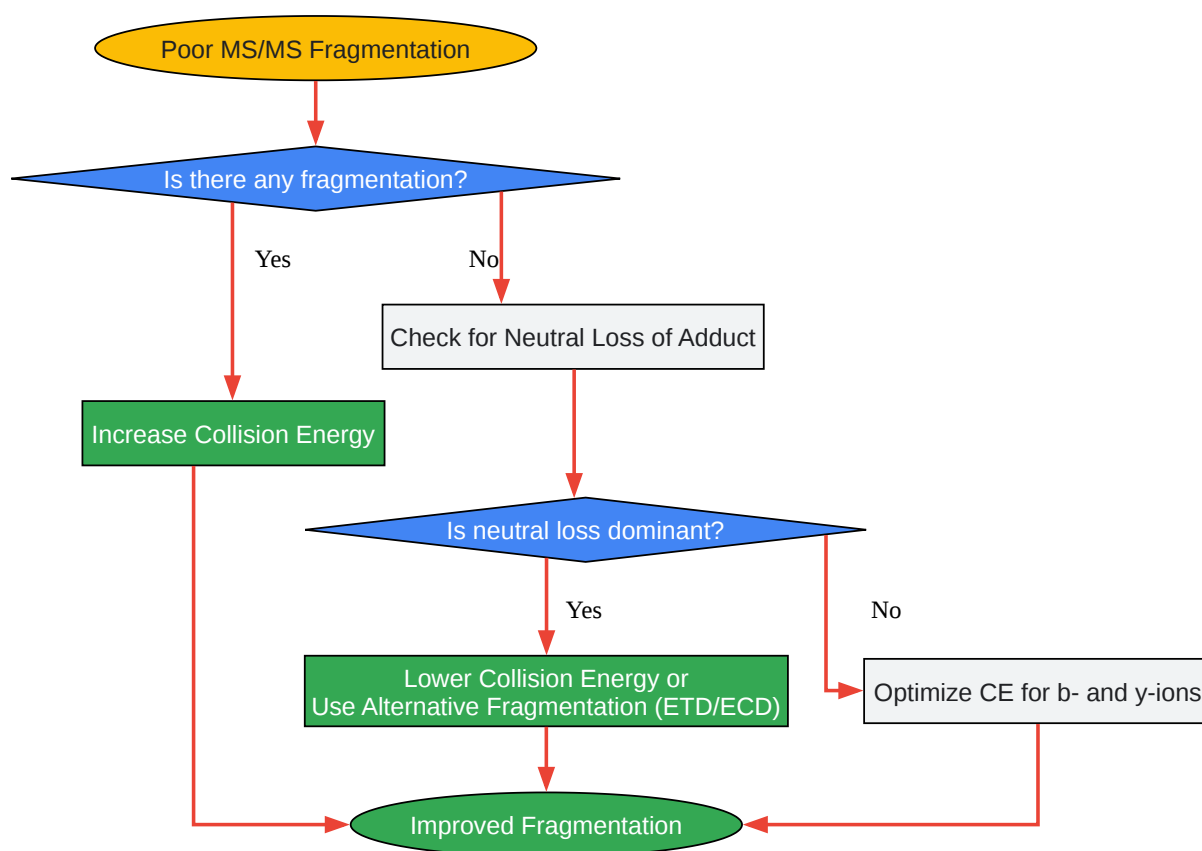 Poor MS/MS Fragmentation
Is there any fragmentation?
Yes
No
Check for Neutral Loss of Adduct
Increase Collision Energy
Is neutral loss dominant?
Yes
No
Lower Collision Energy or
Use Alternative Fragmentation (ETD/ECD)
Optimize CE for b- and y-ions
Improved Fragmentation